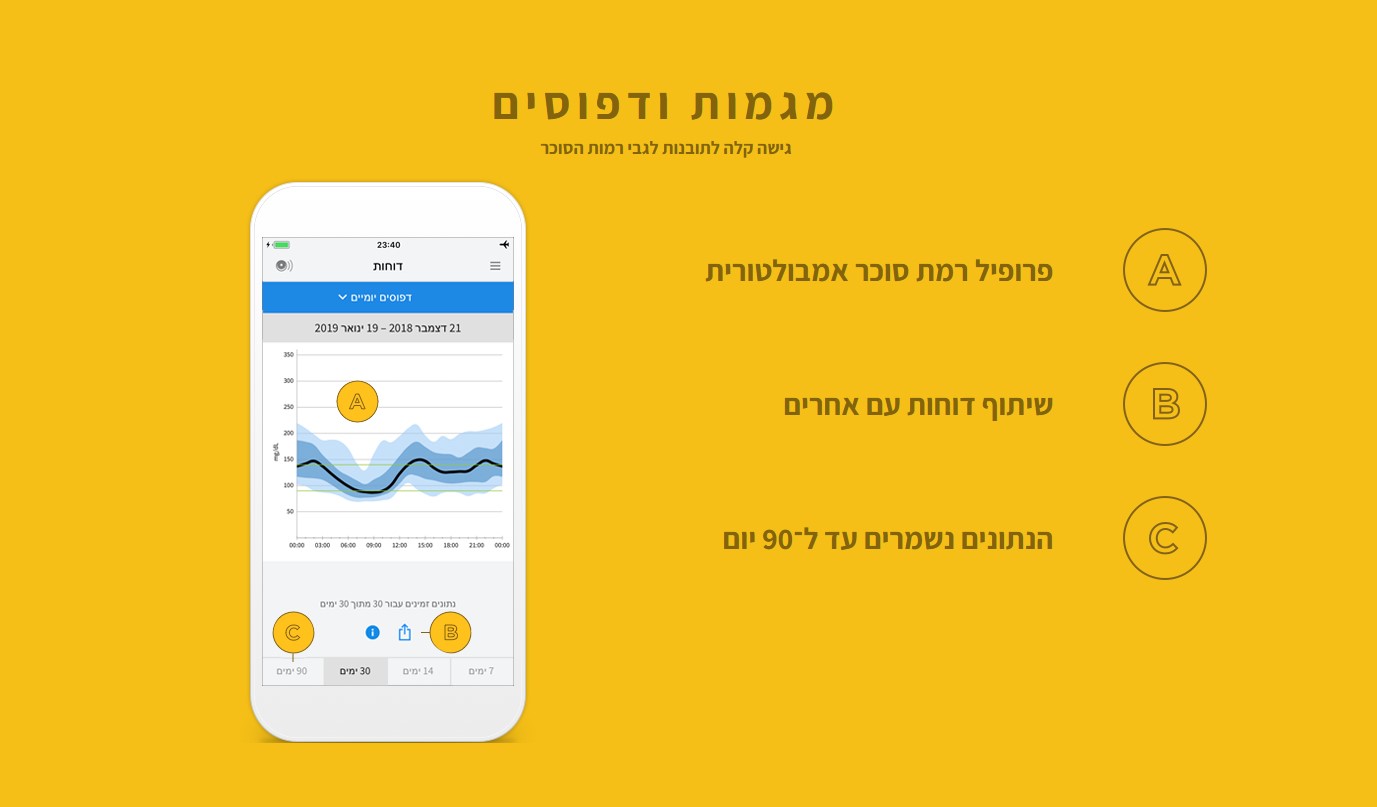 מגמות ודפוסים
גישה קלה לתובנות לגבי רמות הסוכר
A
פרופיל רמת סוכר אמבולטורית
B
שיתוף דוחות עם אחרים
C
הנתונים נשמרים עד ל־90 יום
23:40
דוחות
דפוסים יומיים
21 דצמבר 2018 – 19 ינואר 2019
350
300
A
250
200
mg/dL
150
100
50
00:00 03:00 06:00 09:00 12:00 15:00 18:00 21:00 00:00
נתונים זמינים עבור 30 מתוך 30 ימים
B
i
C
7 ימים 14 ימים 30 ימים 90 ימים